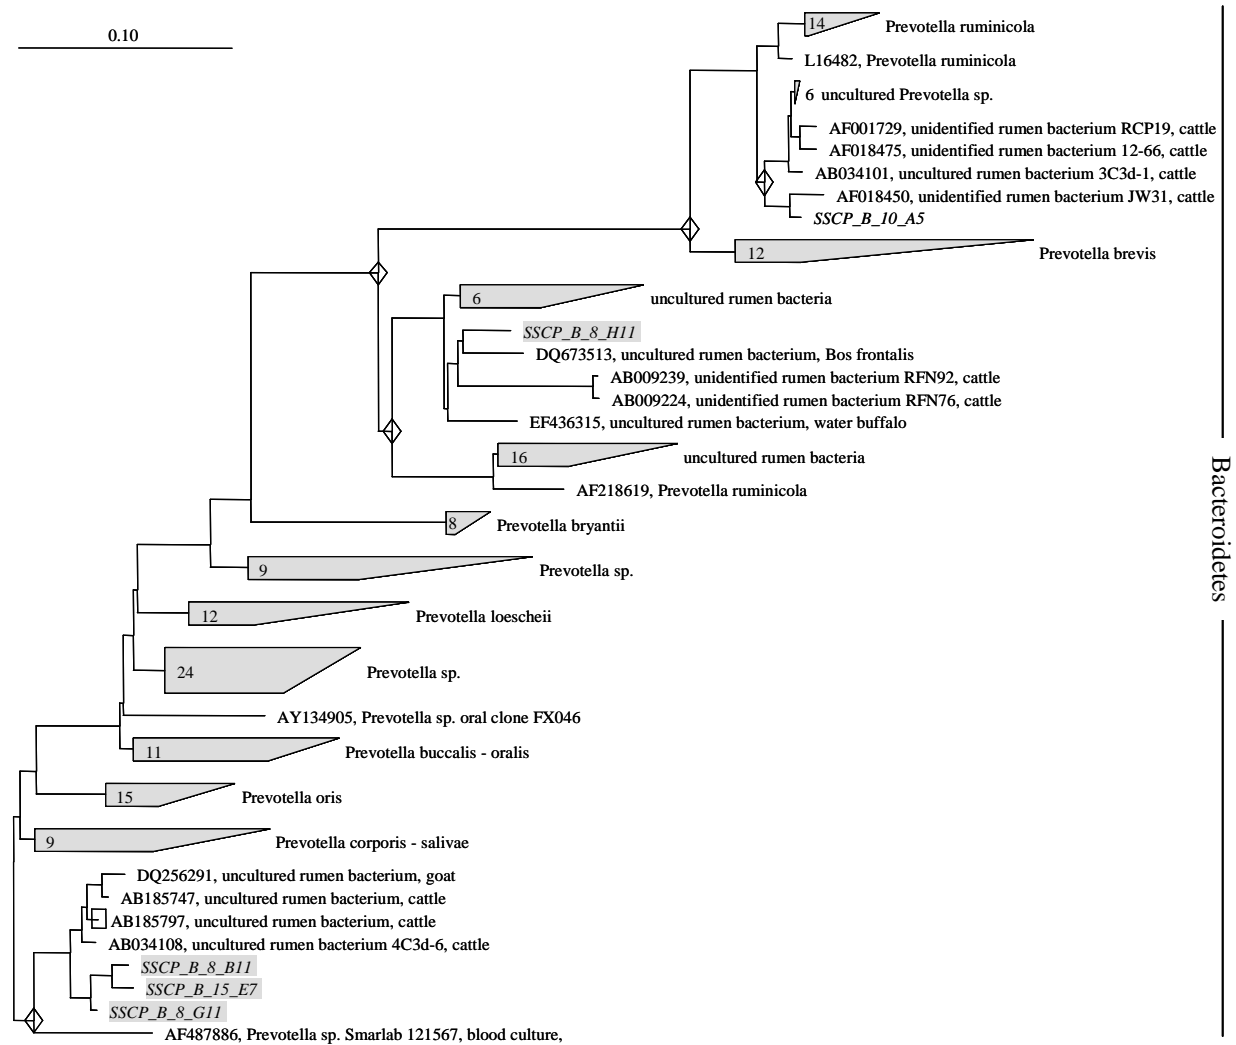 0.10
14 Prevotella ruminicola
L16482, Prevotella ruminicola
6 uncultured Prevotella sp.
AF001729, unidentified rumen bacterium RCP19, cattle
AF018475, unidentified rumen bacterium 12-66, cattle
AB034101, uncultured rumen bacterium 3C3d-1, cattle
AF018450, unidentified rumen bacterium JW31, cattle
SSCP_B_10_A5
12 Prevotella brevis
6 uncultured rumen bacteria
SSCP_B_8_H11
DQ673513, uncultured rumen bacterium, Bos frontalis
AB009239, unidentified rumen bacterium RFN92, cattle
AB009224, unidentified rumen bacterium RFN76, cattle
EF436315, uncultured rumen bacterium, water buffalo
16 uncultured rumen bacteria
AF218619, Prevotella ruminicola
8 Prevotella bryantii
9 Prevotella sp.
12 Prevotella loescheii
24 Prevotella sp.
AY134905, Prevotella sp. oral clone FX046
11 Prevotella buccalis - oralis
15 Prevotella oris
9 Prevotella corporis - salivae
DQ256291, uncultured rumen bacterium, goat
AB185747, uncultured rumen bacterium, cattle
AB185797, uncultured rumen bacterium, cattle
AB034108, uncultured rumen bacterium 4C3d-6, cattle
SSCP_B_8_B11
SSCP_B_15_E7
SSCP_B_8_G11
AF487886, Prevotella sp. Smarlab 121567, blood culture,
Bacteroidetes